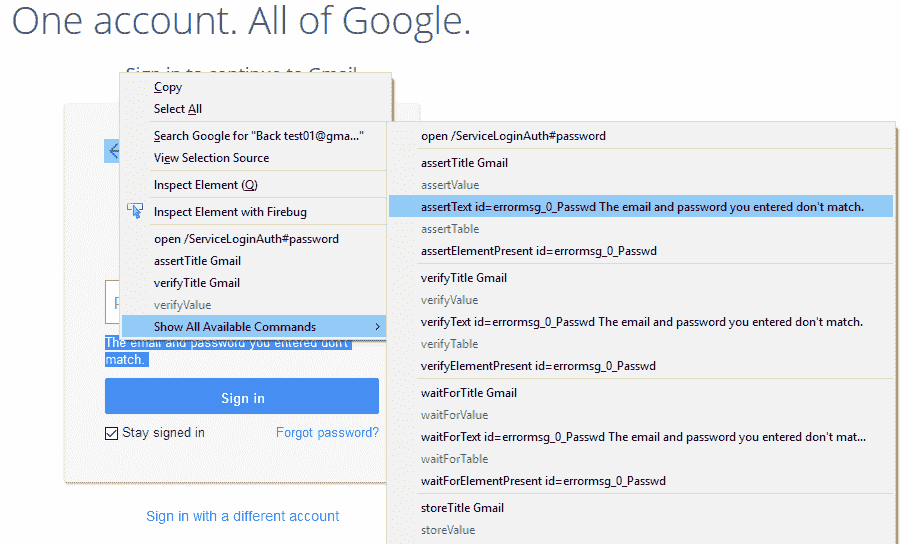 One account. All of Google.
Sign in to continue to Gmail
Copy
Select All
Search Google for "Back test01@gma..."
View Selection Source
Inspect Element (Q)
Inspect Element with Firebug
open /ServiceLoginAuth#password
assertTitle Gmail
verifyTitle Gmail
verifyValue
Show All Available Commands
open /ServiceLoginAuth#password
assertTitle Gmail
assertValue
assertText id=errormsg_0_Passwd The email and password you entered don't match.
assertTable
assertElementPresent id=errormsg_0_Passwd
verifyTitle Gmail
verifyValue
verifyText id=errormsg_0_Passwd The email and password you entered don't match.
verifyTable
verifyElementPresent id=errormsg_0_Passwd
waitForTitle Gmail
waitForValue
waitForText id=errormsg_0_Passwd The email and password you entered don't mat...
waitForTable
waitForElementPresent id=errormsg_0_Passwd
storeTitle Gmail
storeValue
The email and password you entered don't
match.
Sign in
Stay signed in
Forgot password?
Sign in with a different account